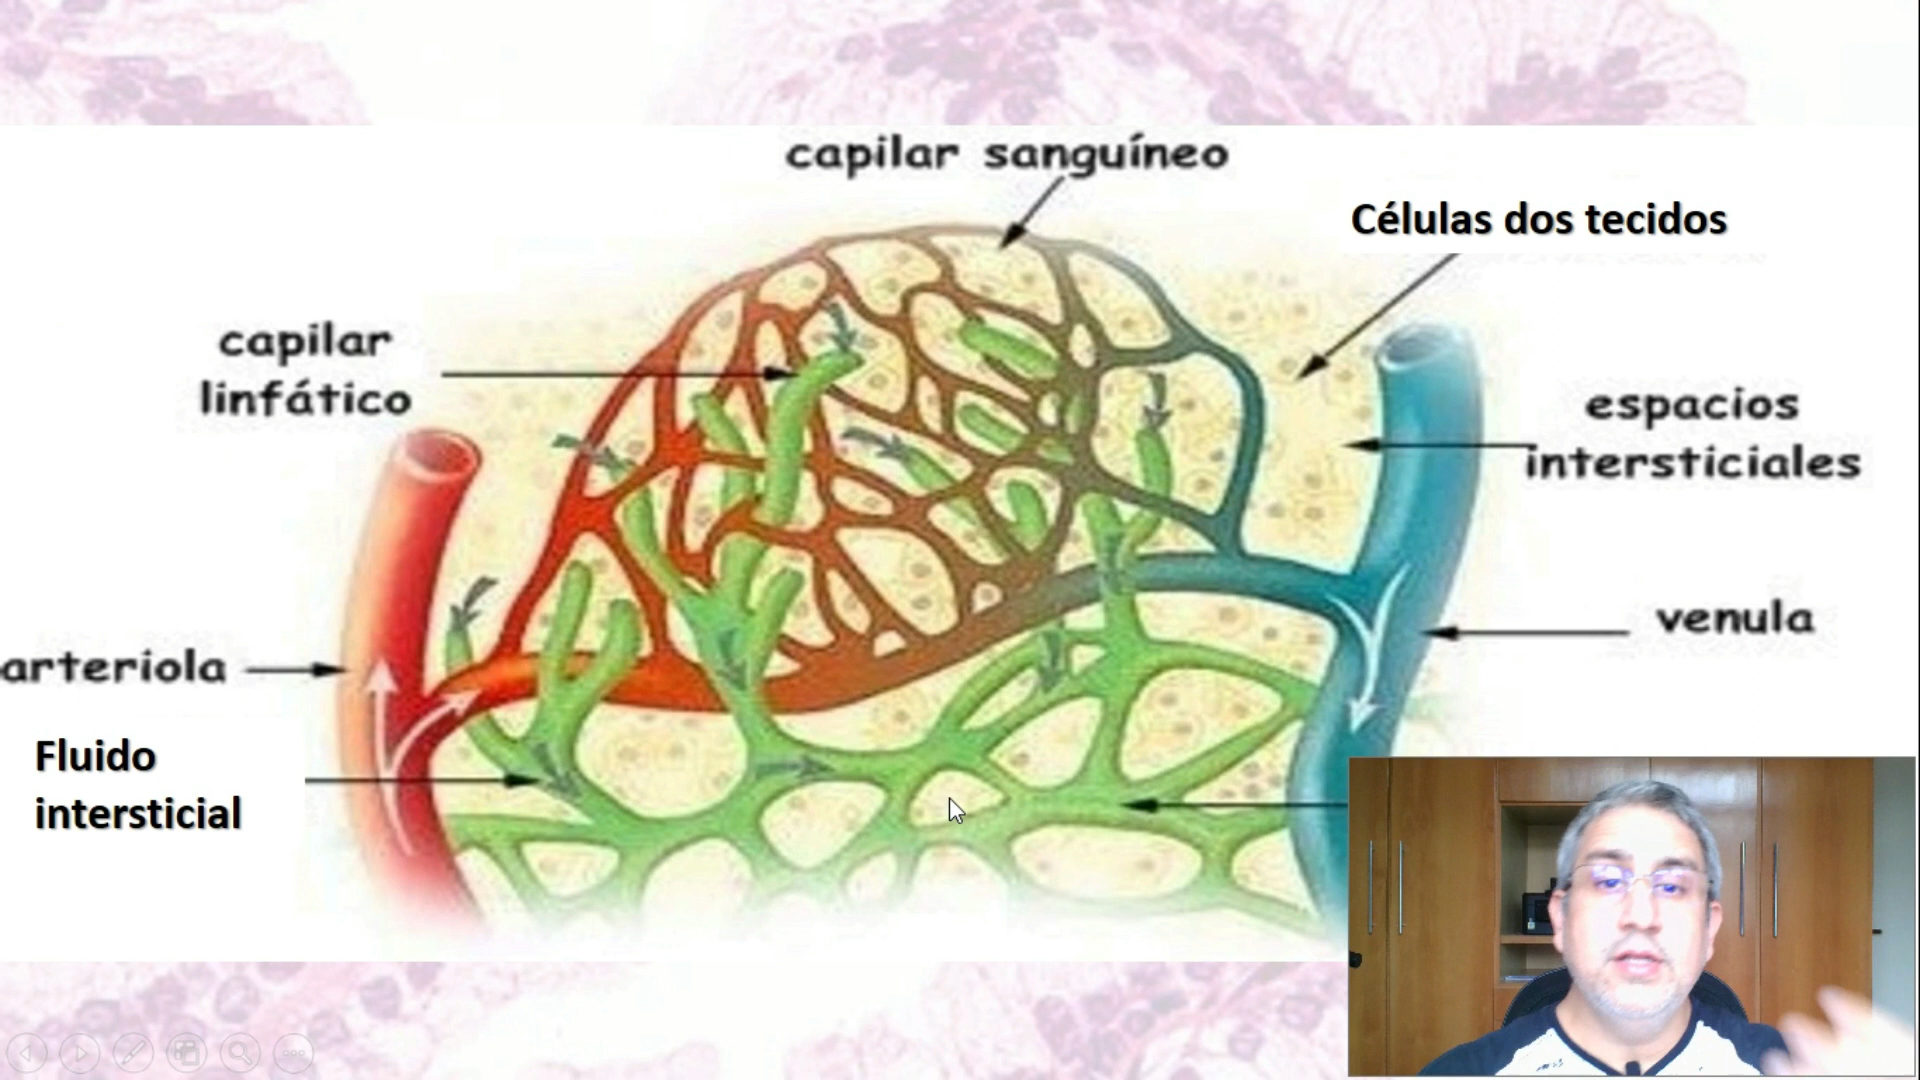 capilar sanguíneo
Células dos tecidos
capilar
linfático
espacios
intersticiales
venula
arteriola
Fluido
intersticial